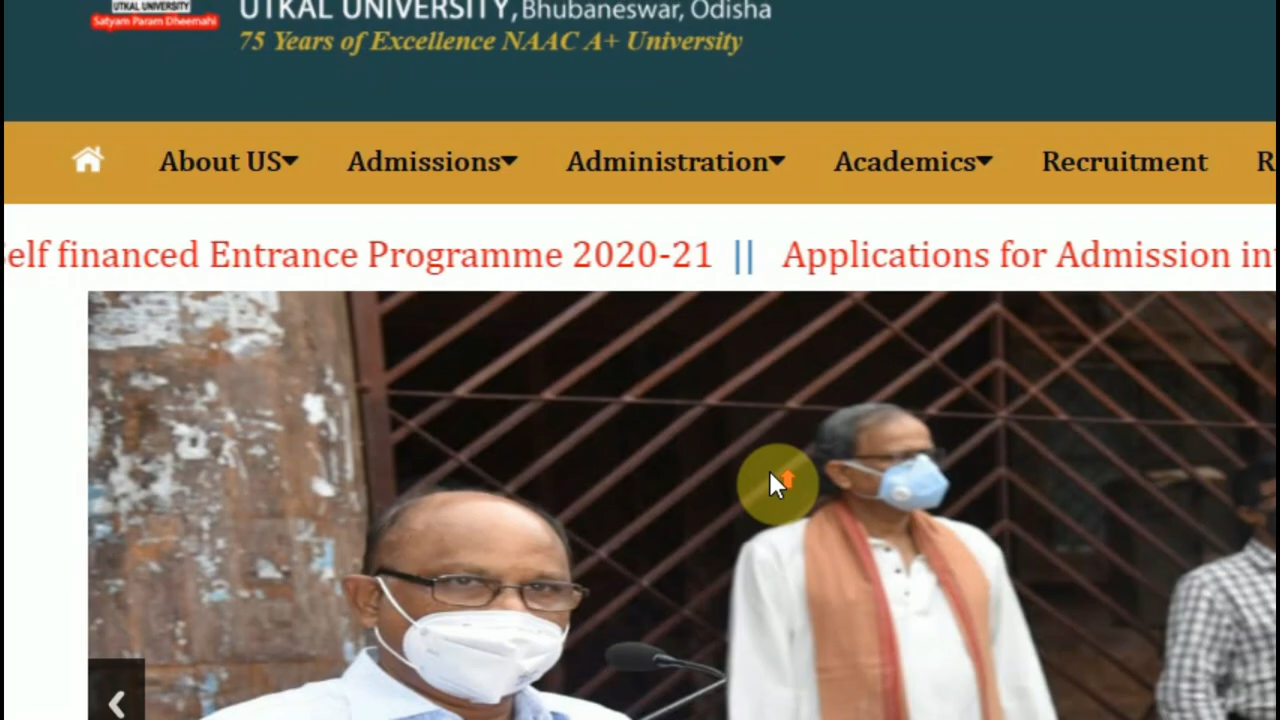 UTKAL UNIVERSITY
Satyam Param Dheemahi
UTKAL UNIVERSITY, Bhubaneswar, Odisha
75 Years of Excellence NAAC A+ University
About US
Admissions
Administration
Academics
Recruitment
R
elf financed Entrance Programme 2020-21 || Applications for Admission in